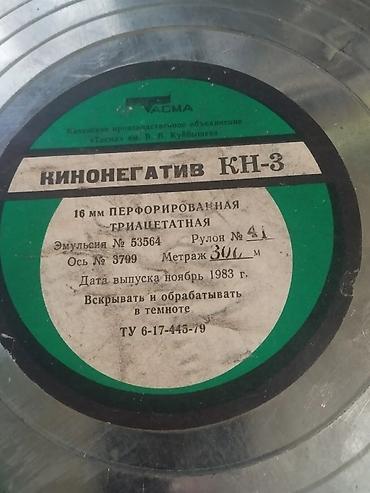 ТАСМА
Казанское производственное объединение
«Тасма» им. В. В. Куйбышева
КИНОНЕГАТИВ КН-3
16 мм ПЕРФОРИРОВАННАЯ
ТРИАЦЕТАТНАЯ
Эмульсия № 53564 Рулон № 41
Ось № 3799 Метраж 300 м
Дата выпуска ноябрь 1983 г.
Вскрывать и обрабатывать
в темноте
ТУ 6-17-445-79